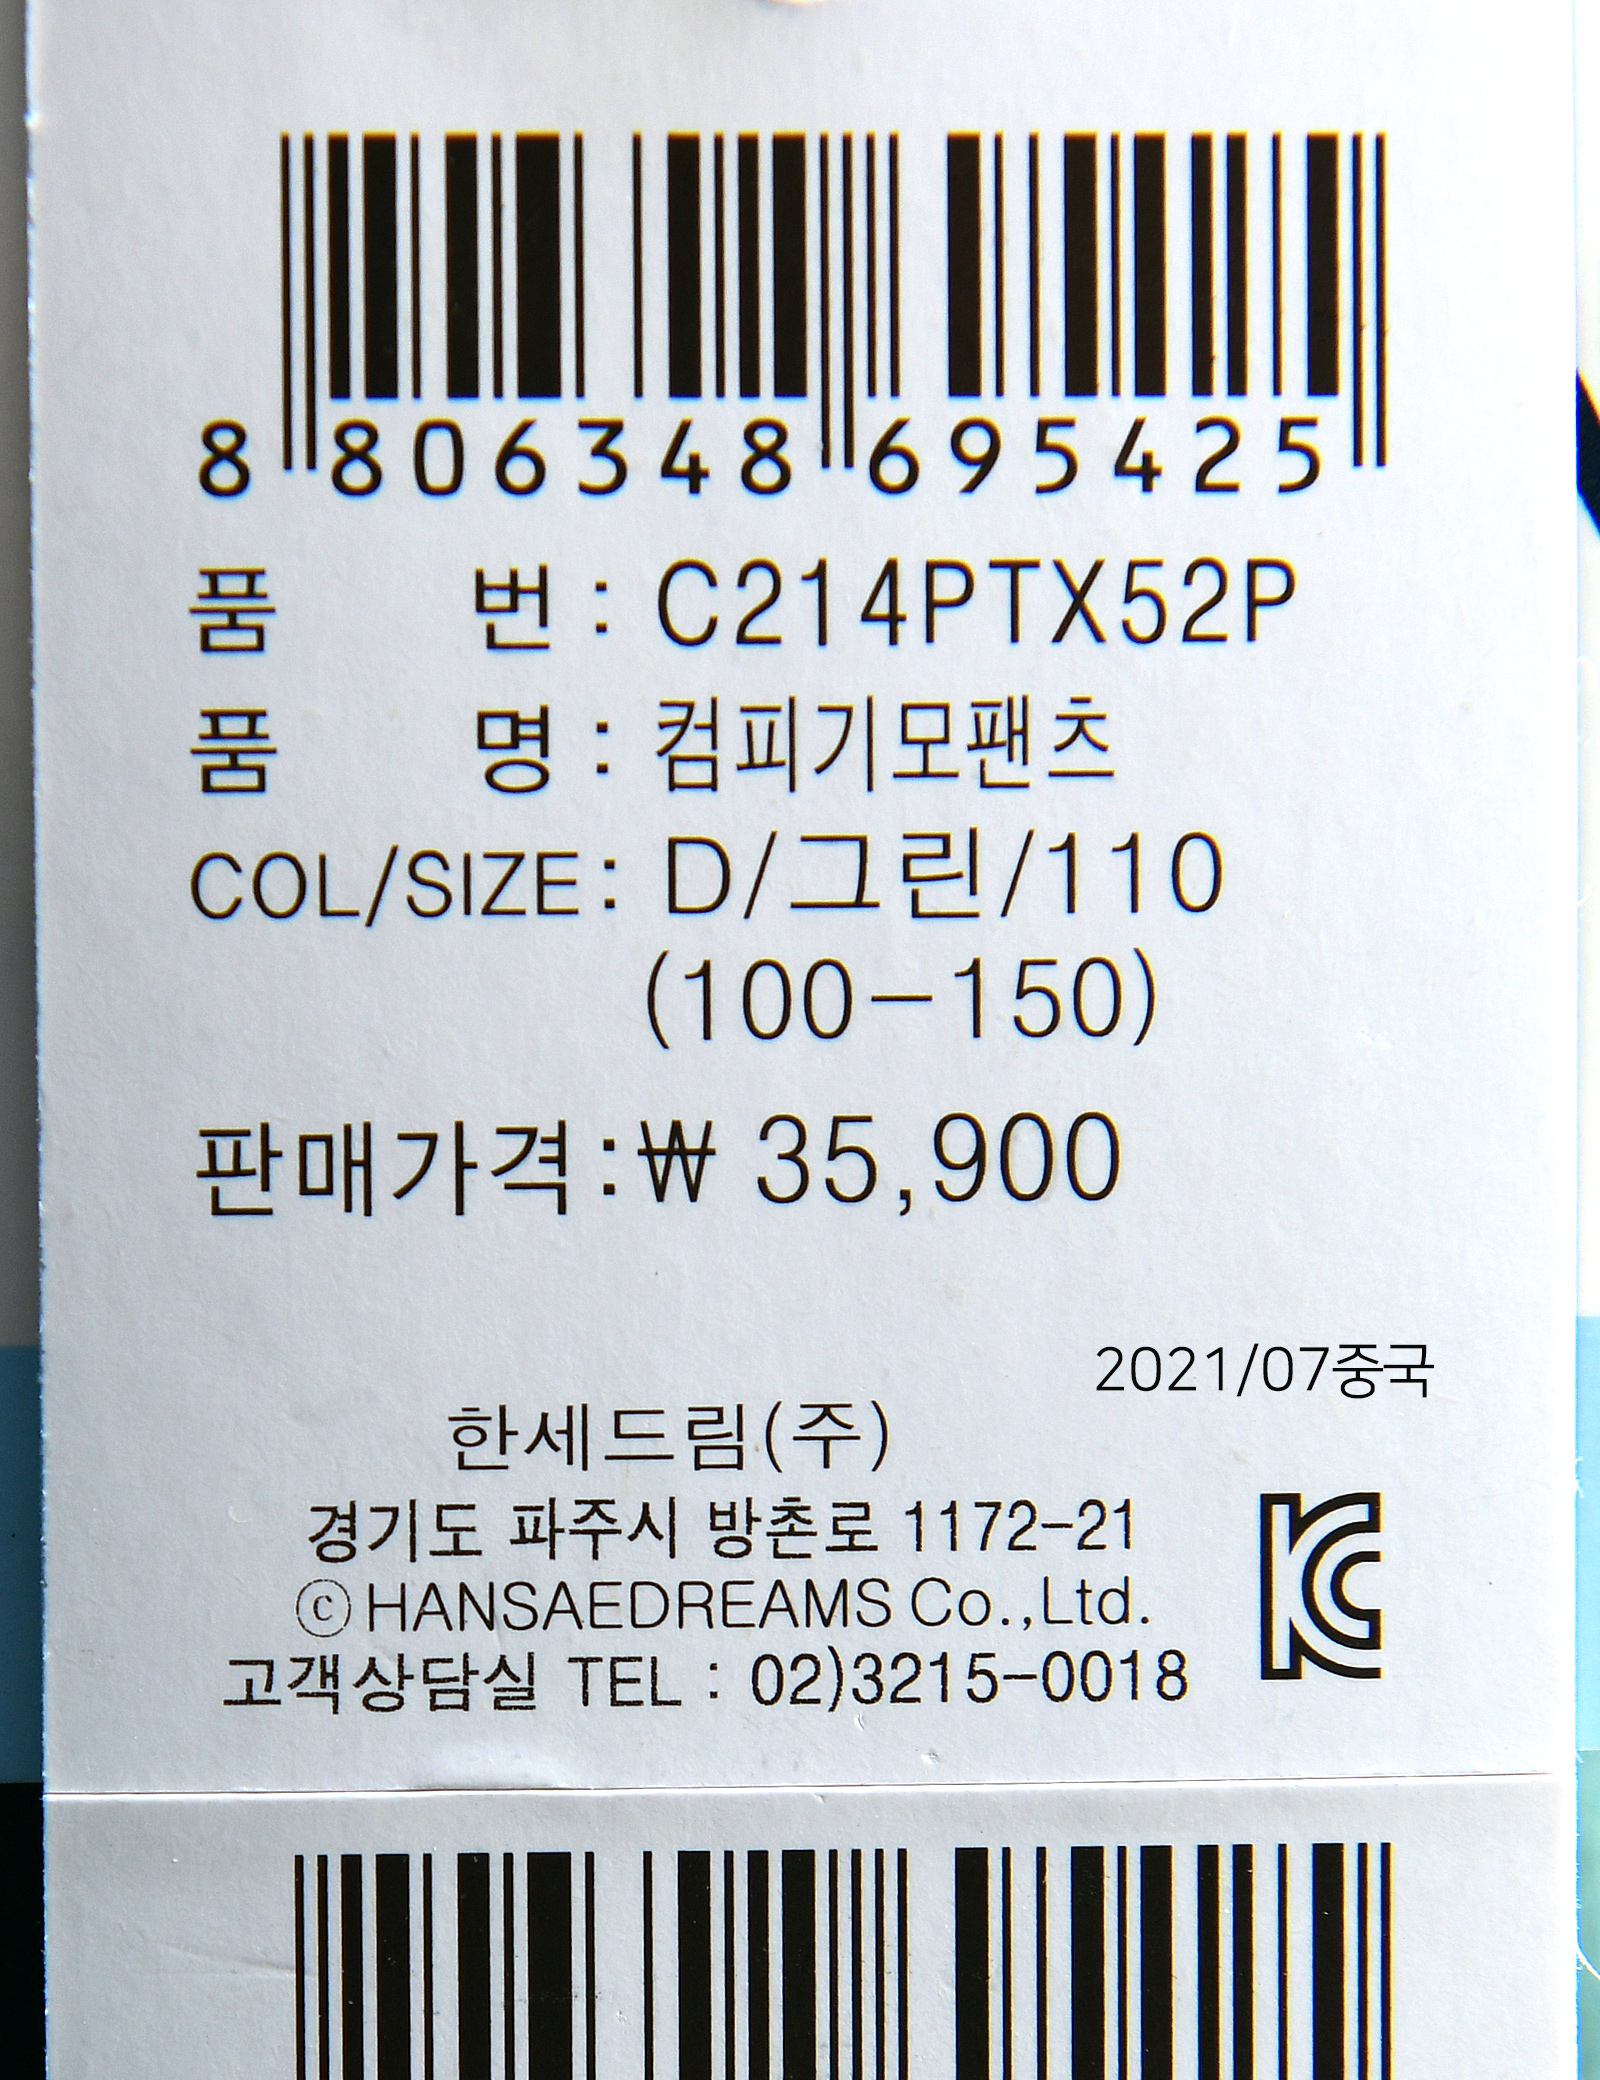 8 806348 695425
품 번 : C214PTX52P
품 명 : 컴피기모팬츠
COL/SIZE : D/그린/110
(100-150)
판매가격 : ₩ 35,900
2021/07중국
한세드림(주)
경기도 파주시 방촌로 1172-21
ⓒHANSAEDREAMS Co.,Ltd.
고객상담실 TEL : 02)3215-0018
KC